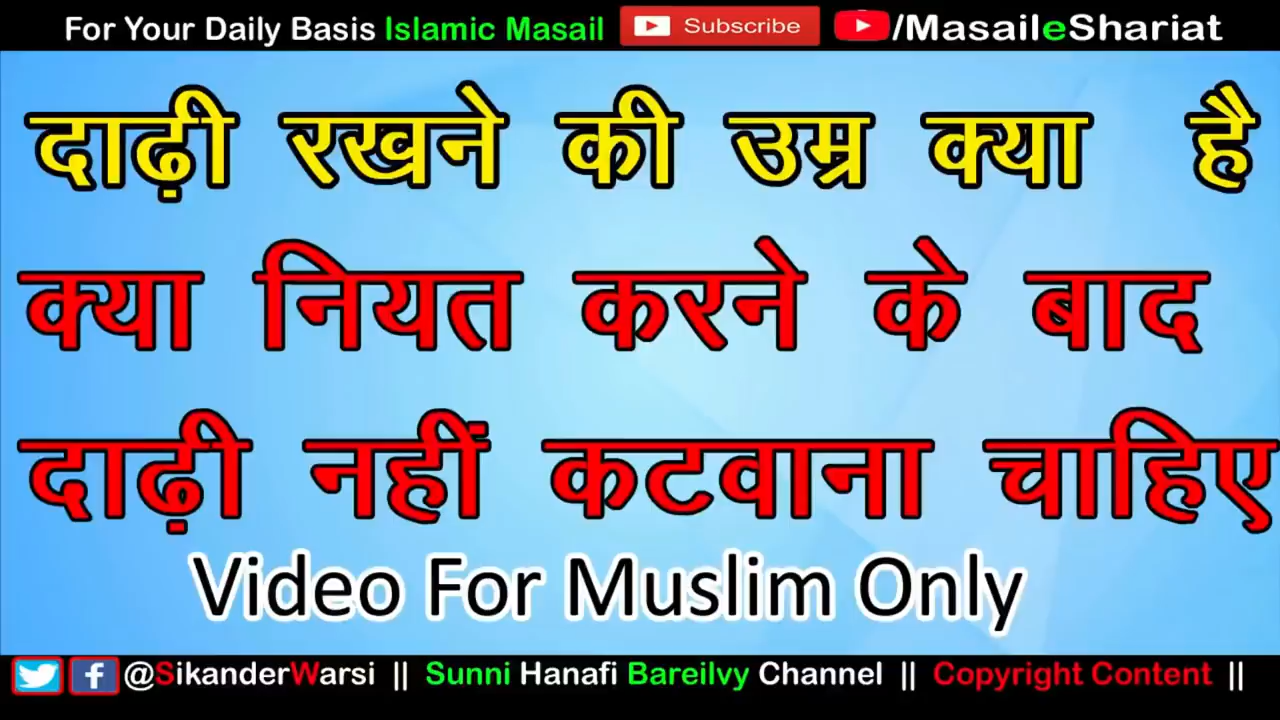 For Your Daily Basis Islamic Masail Subscribe /MasaileShariat
दाढ़ी रखने की उम्र क्या है
क्या नियत करने के बाद
दाढ़ी नहीं कटवाना चाहिए
Video For Muslim Only
@SikanderWarsi || Sunni Hanafi Bareilvy Channel || Copyright Content ||